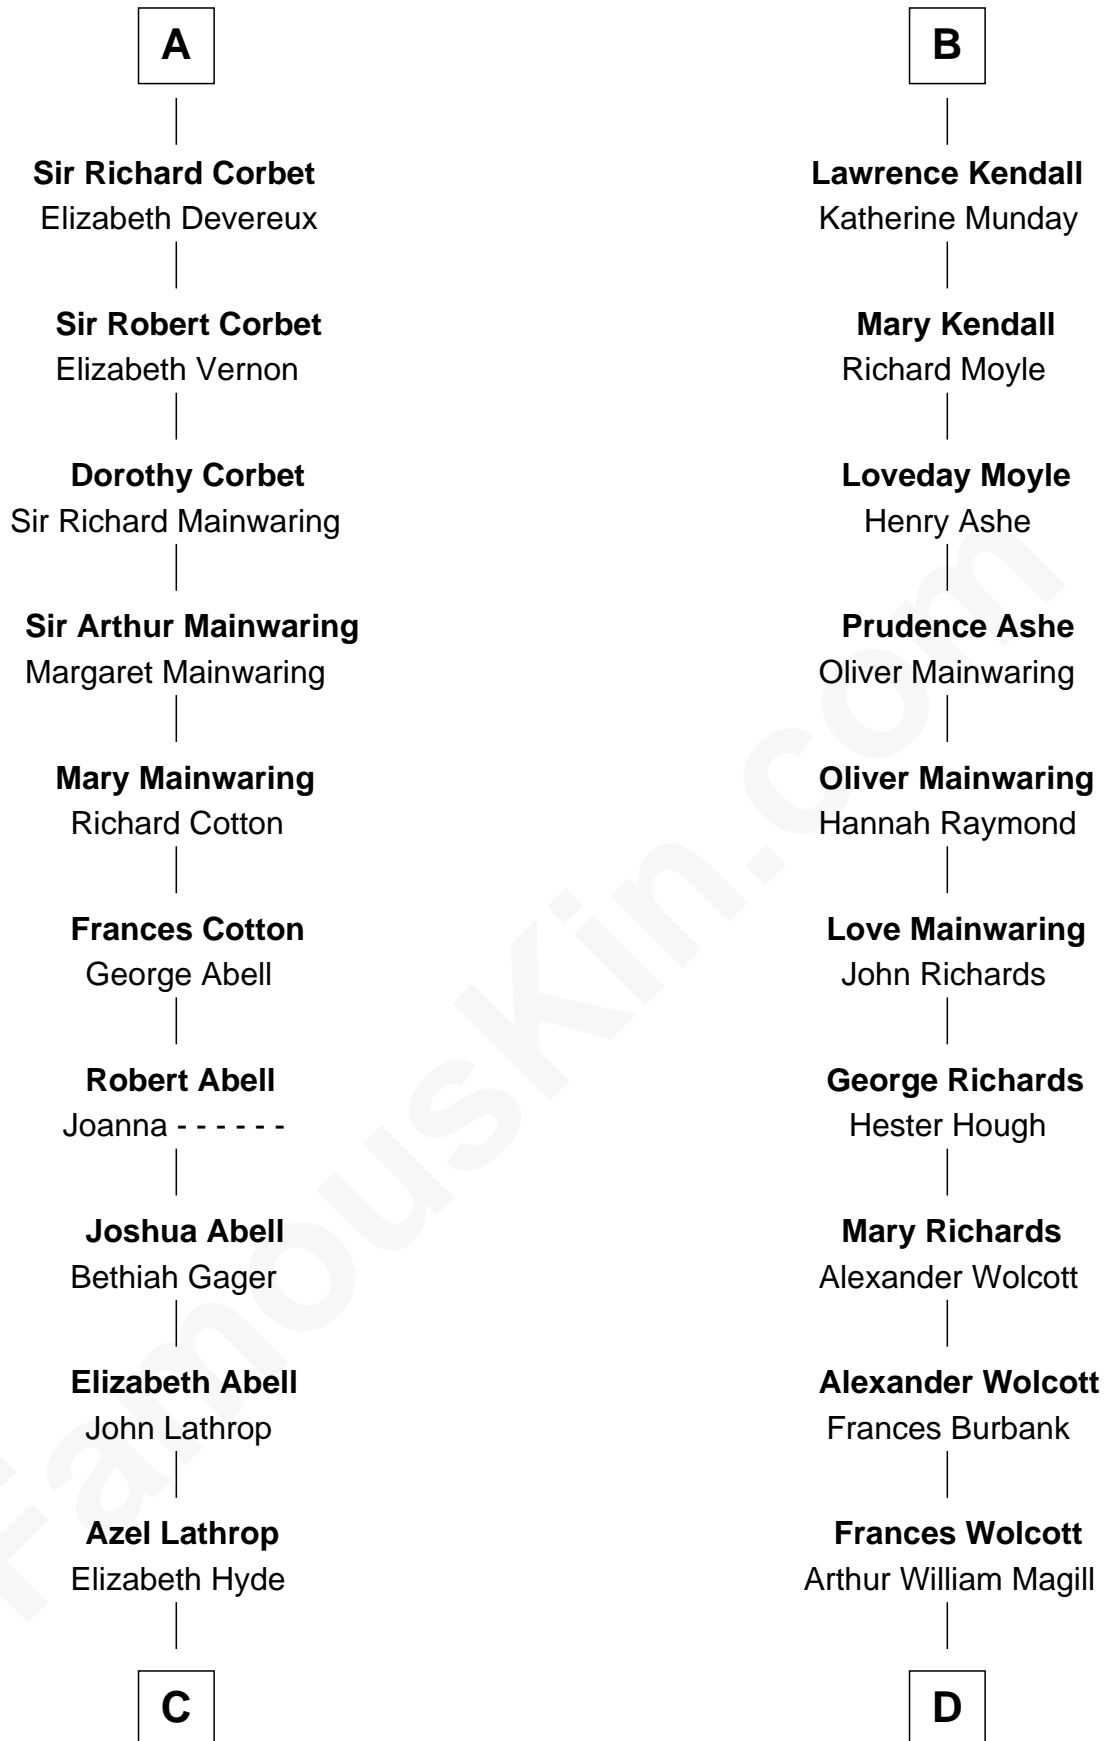 A
Sir Richard Corbet
Elizabeth Devereux
Sir Robert Corbet
Elizabeth Vernon
Dorothy Corbet
Sir Richard Mainwaring
Sir Arthur Mainwaring
Margaret Mainwaring
Mary Mainwaring
Richard Cotton
Frances Cotton
George Abell
Robert Abell
Joanna - - - - - -
Joshua Abell
Bethiah Gager
Elizabeth Abell
John Lathrop
Azel Lathrop
Elizabeth Hyde
C
B
Lawrence Kendall
Katherine Munday
Mary Kendall
Richard Moyle
Loveday Moyle
Henry Ashe
Prudence Ashe
Oliver Mainwaring
Oliver Mainwaring
Hannah Raymond
Love Mainwaring
John Richards
George Richards
Hester Hough
Mary Richards
Alexander Wolcott
Alexander Wolcott
Frances Burbank
Frances Wolcott
Arthur William Magill
D
FamousKin.com